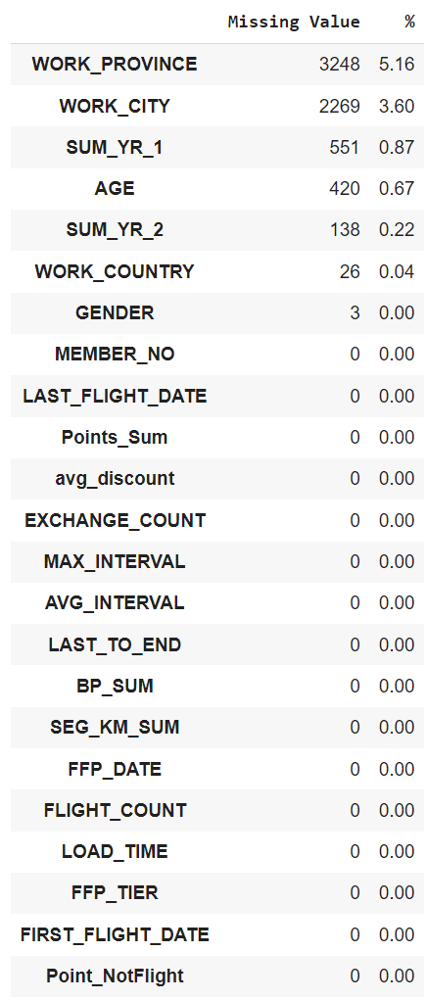 Missing Value %
WORK_PROVINCE 3248 5.16
WORK_CITY 2269 3.60
SUM_YR_1 551 0.87
AGE 420 0.67
SUM_YR_2 138 0.22
WORK_COUNTRY 26 0.04
GENDER 3 0.00
MEMBER_NO 0 0.00
LAST_FLIGHT_DATE 0 0.00
Points_Sum 0 0.00
avg_discount 0 0.00
EXCHANGE_COUNT 0 0.00
MAX_INTERVAL 0 0.00
AVG_INTERVAL 0 0.00
LAST_TO_END 0 0.00
BP_SUM 0 0.00
SEG_KM_SUM 0 0.00
FFP_DATE 0 0.00
FLIGHT_COUNT 0 0.00
LOAD_TIME 0 0.00
FFP_TIER 0 0.00
FIRST_FLIGHT_DATE 0 0.00
Point_NotFlight 0 0.00